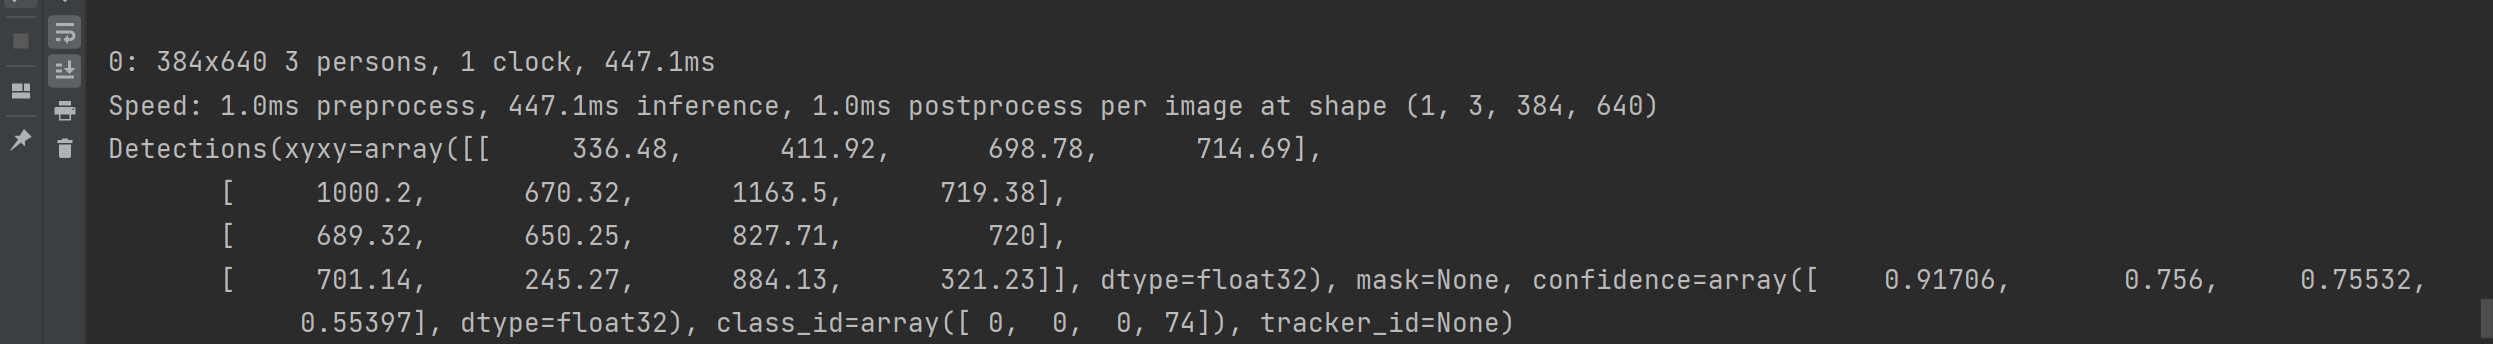 0: 384x640 3 persons, 1 clock, 447.1ms
Speed: 1.0ms preprocess, 447.1ms inference, 1.0ms postprocess per image at shape (1, 3, 384, 640)
Detections(xyxy=array([[     336.48,      411.92,      698.78,      714.69],
       [     1000.2,      670.32,      1163.5,      719.38],
       [     689.32,      650.25,      827.71,         720],
       [     701.14,      245.27,      884.13,      321.23]], dtype=float32), mask=None, confidence=array([    0.91706,       0.756,     0.75532,
            0.55397], dtype=float32), class_id=array([ 0,  0,  0, 74]), tracker_id=None)